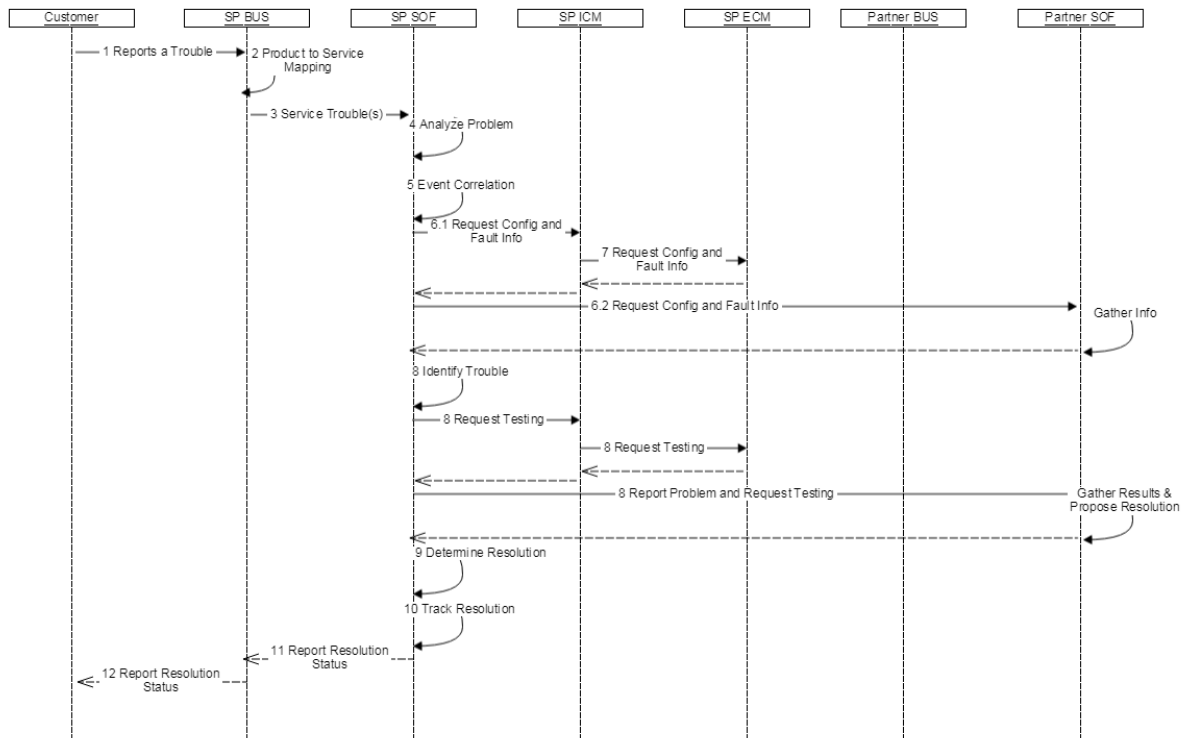 Customer
SP BUS
SP SOF
SP ICM
SP ECM
Partner BUS
Partner SOF
1 Reports a Trouble
2 Product to Service
Mapping
3 Service Trouble(s)
4 Analyze Problem
5 Event Correlation
6.1 Request Config and
Fault Info
7 Request Config and
Fault Info
6.2 Request Config and Fault Info
Gather Info
8 Identify Trouble
8 Request Testing
8 Request Testing
8 Report Problem and Request Testing
Gather Results &
Propose Resolution
9 Determine Resolution
10 Track Resolution
11 Report Resolution
Status
12 Report Resolution
Status